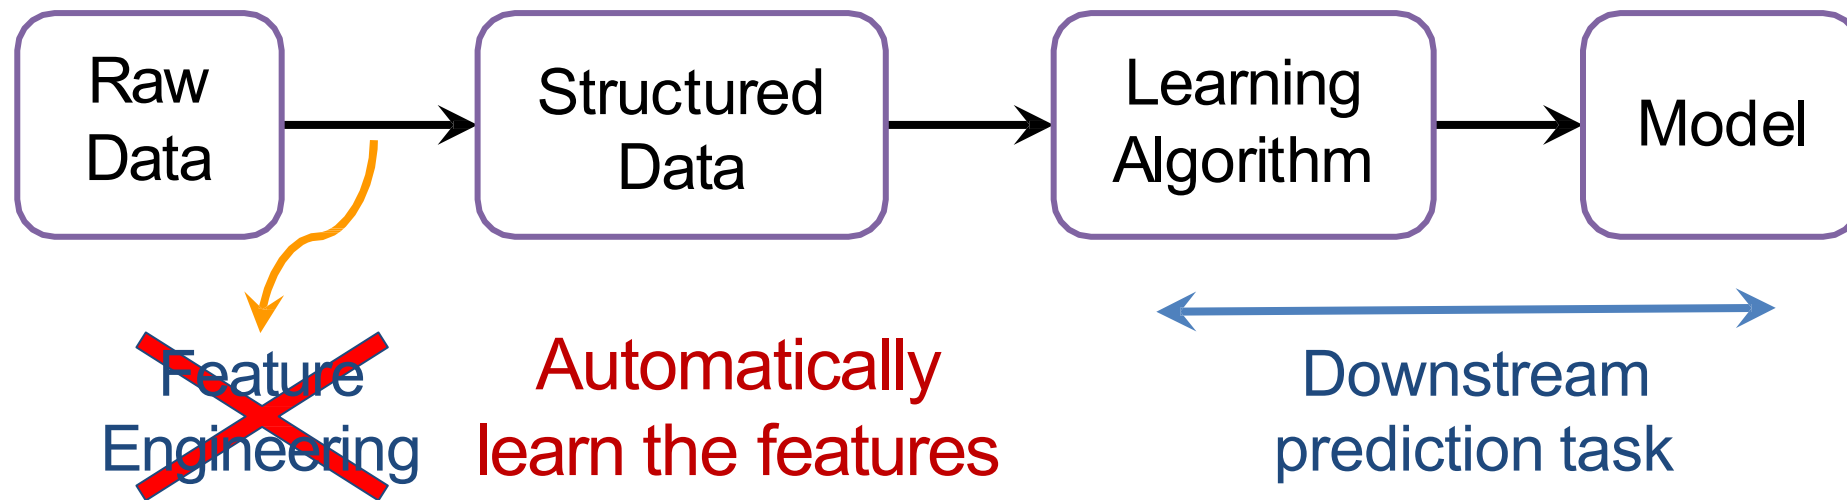 Raw
Data
Structured
Data
Learning
Algorithm
Model
Feature
Engineering
Automatically
learn the features
Downstream
prediction task